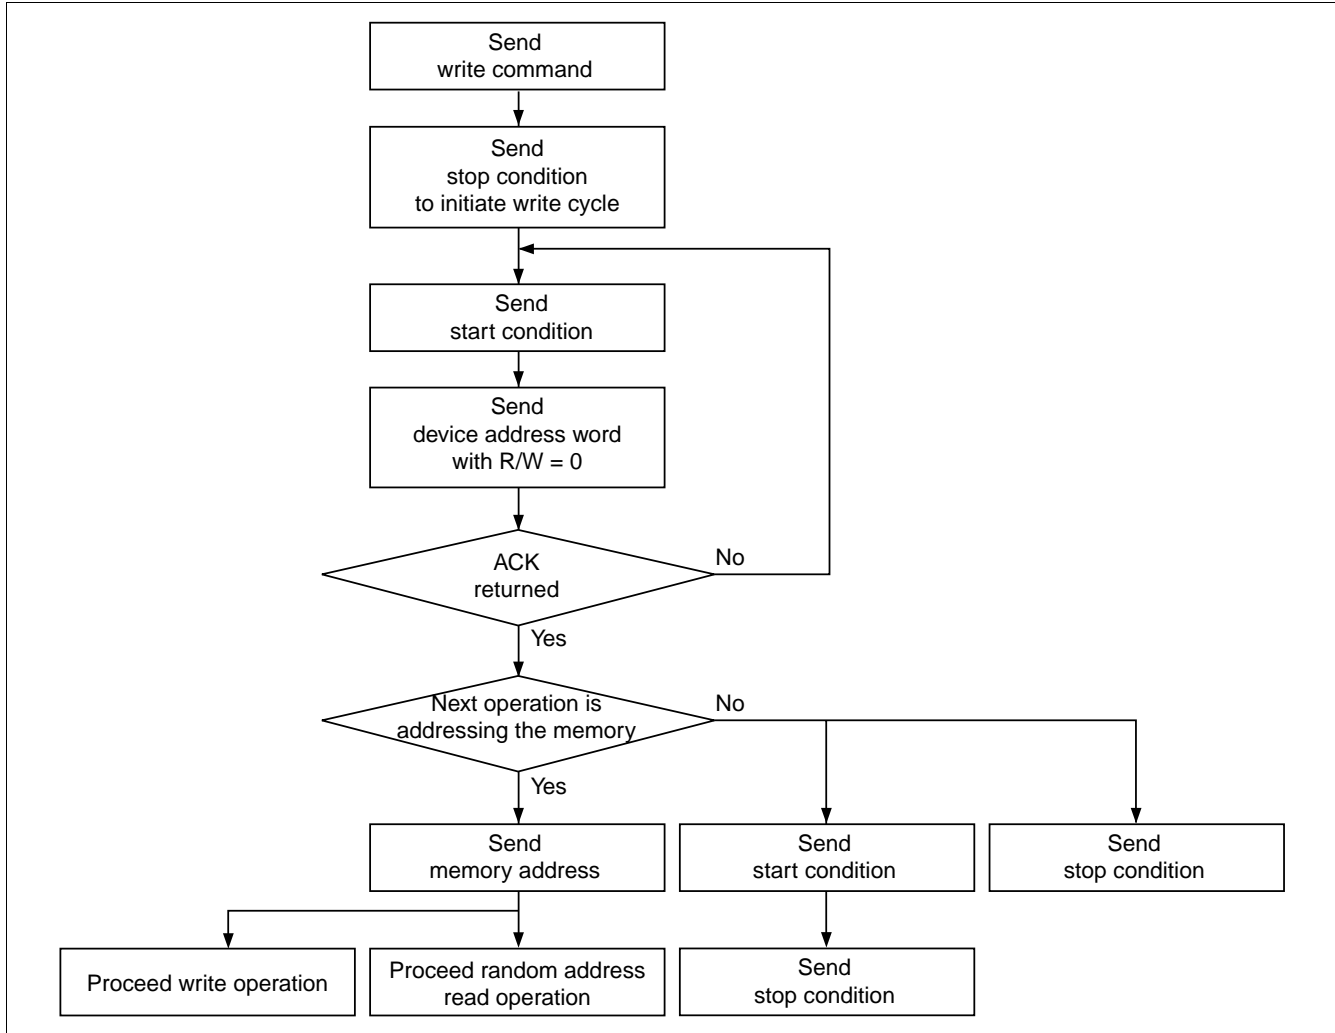 Send
write command
Send
stop condition
to initiate write cycle
Send
start condition
Send
device address word
with R/W = 0
ACK
returned
No
Yes
Next operation is
addressing the memory
No
Yes
Send
memory address
Send
start condition
Send
stop condition
Proceed write operation
Proceed random address
read operation
Send
stop condition